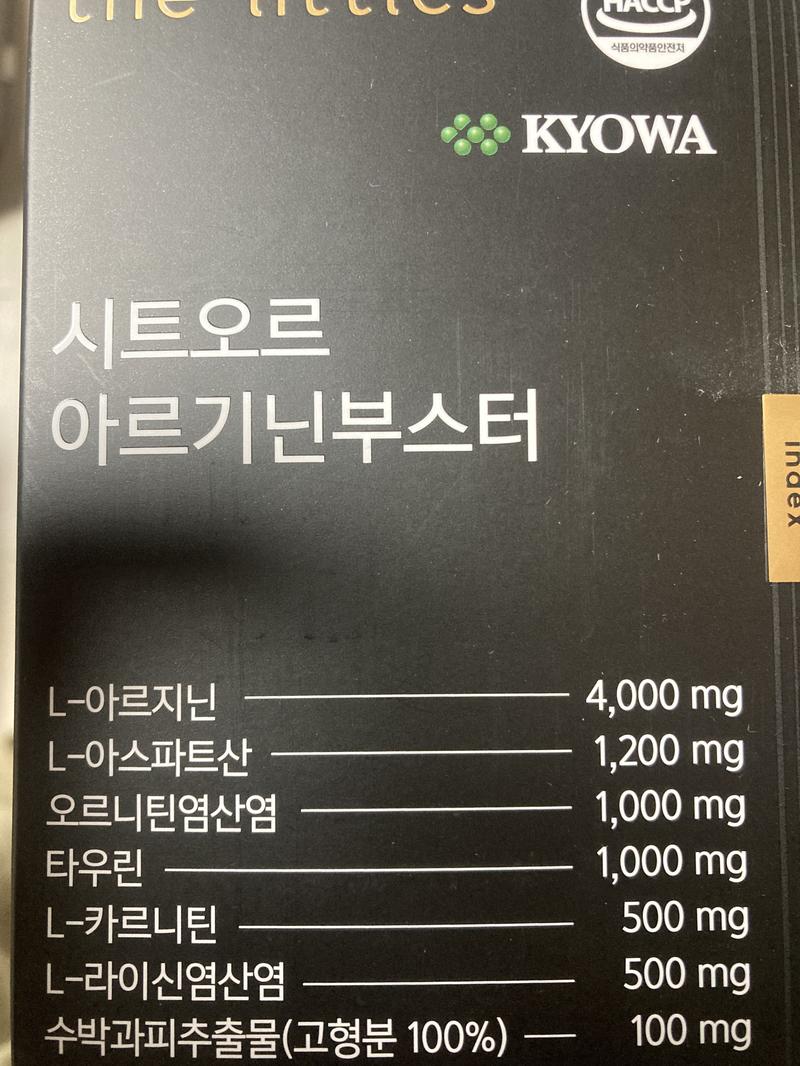 the littles
HACCP
식품의약품안전처
KYOWA
시트오르
아르기닌부스터
index
L-아르지닌 4,000 mg
L-아스파트산 1,200 mg
오르니틴염산염 1,000 mg
타우린 1,000 mg
L-카르니틴 500 mg
L-라이신염산염 500 mg
수박과피추출물(고형분 100%) 100 mg